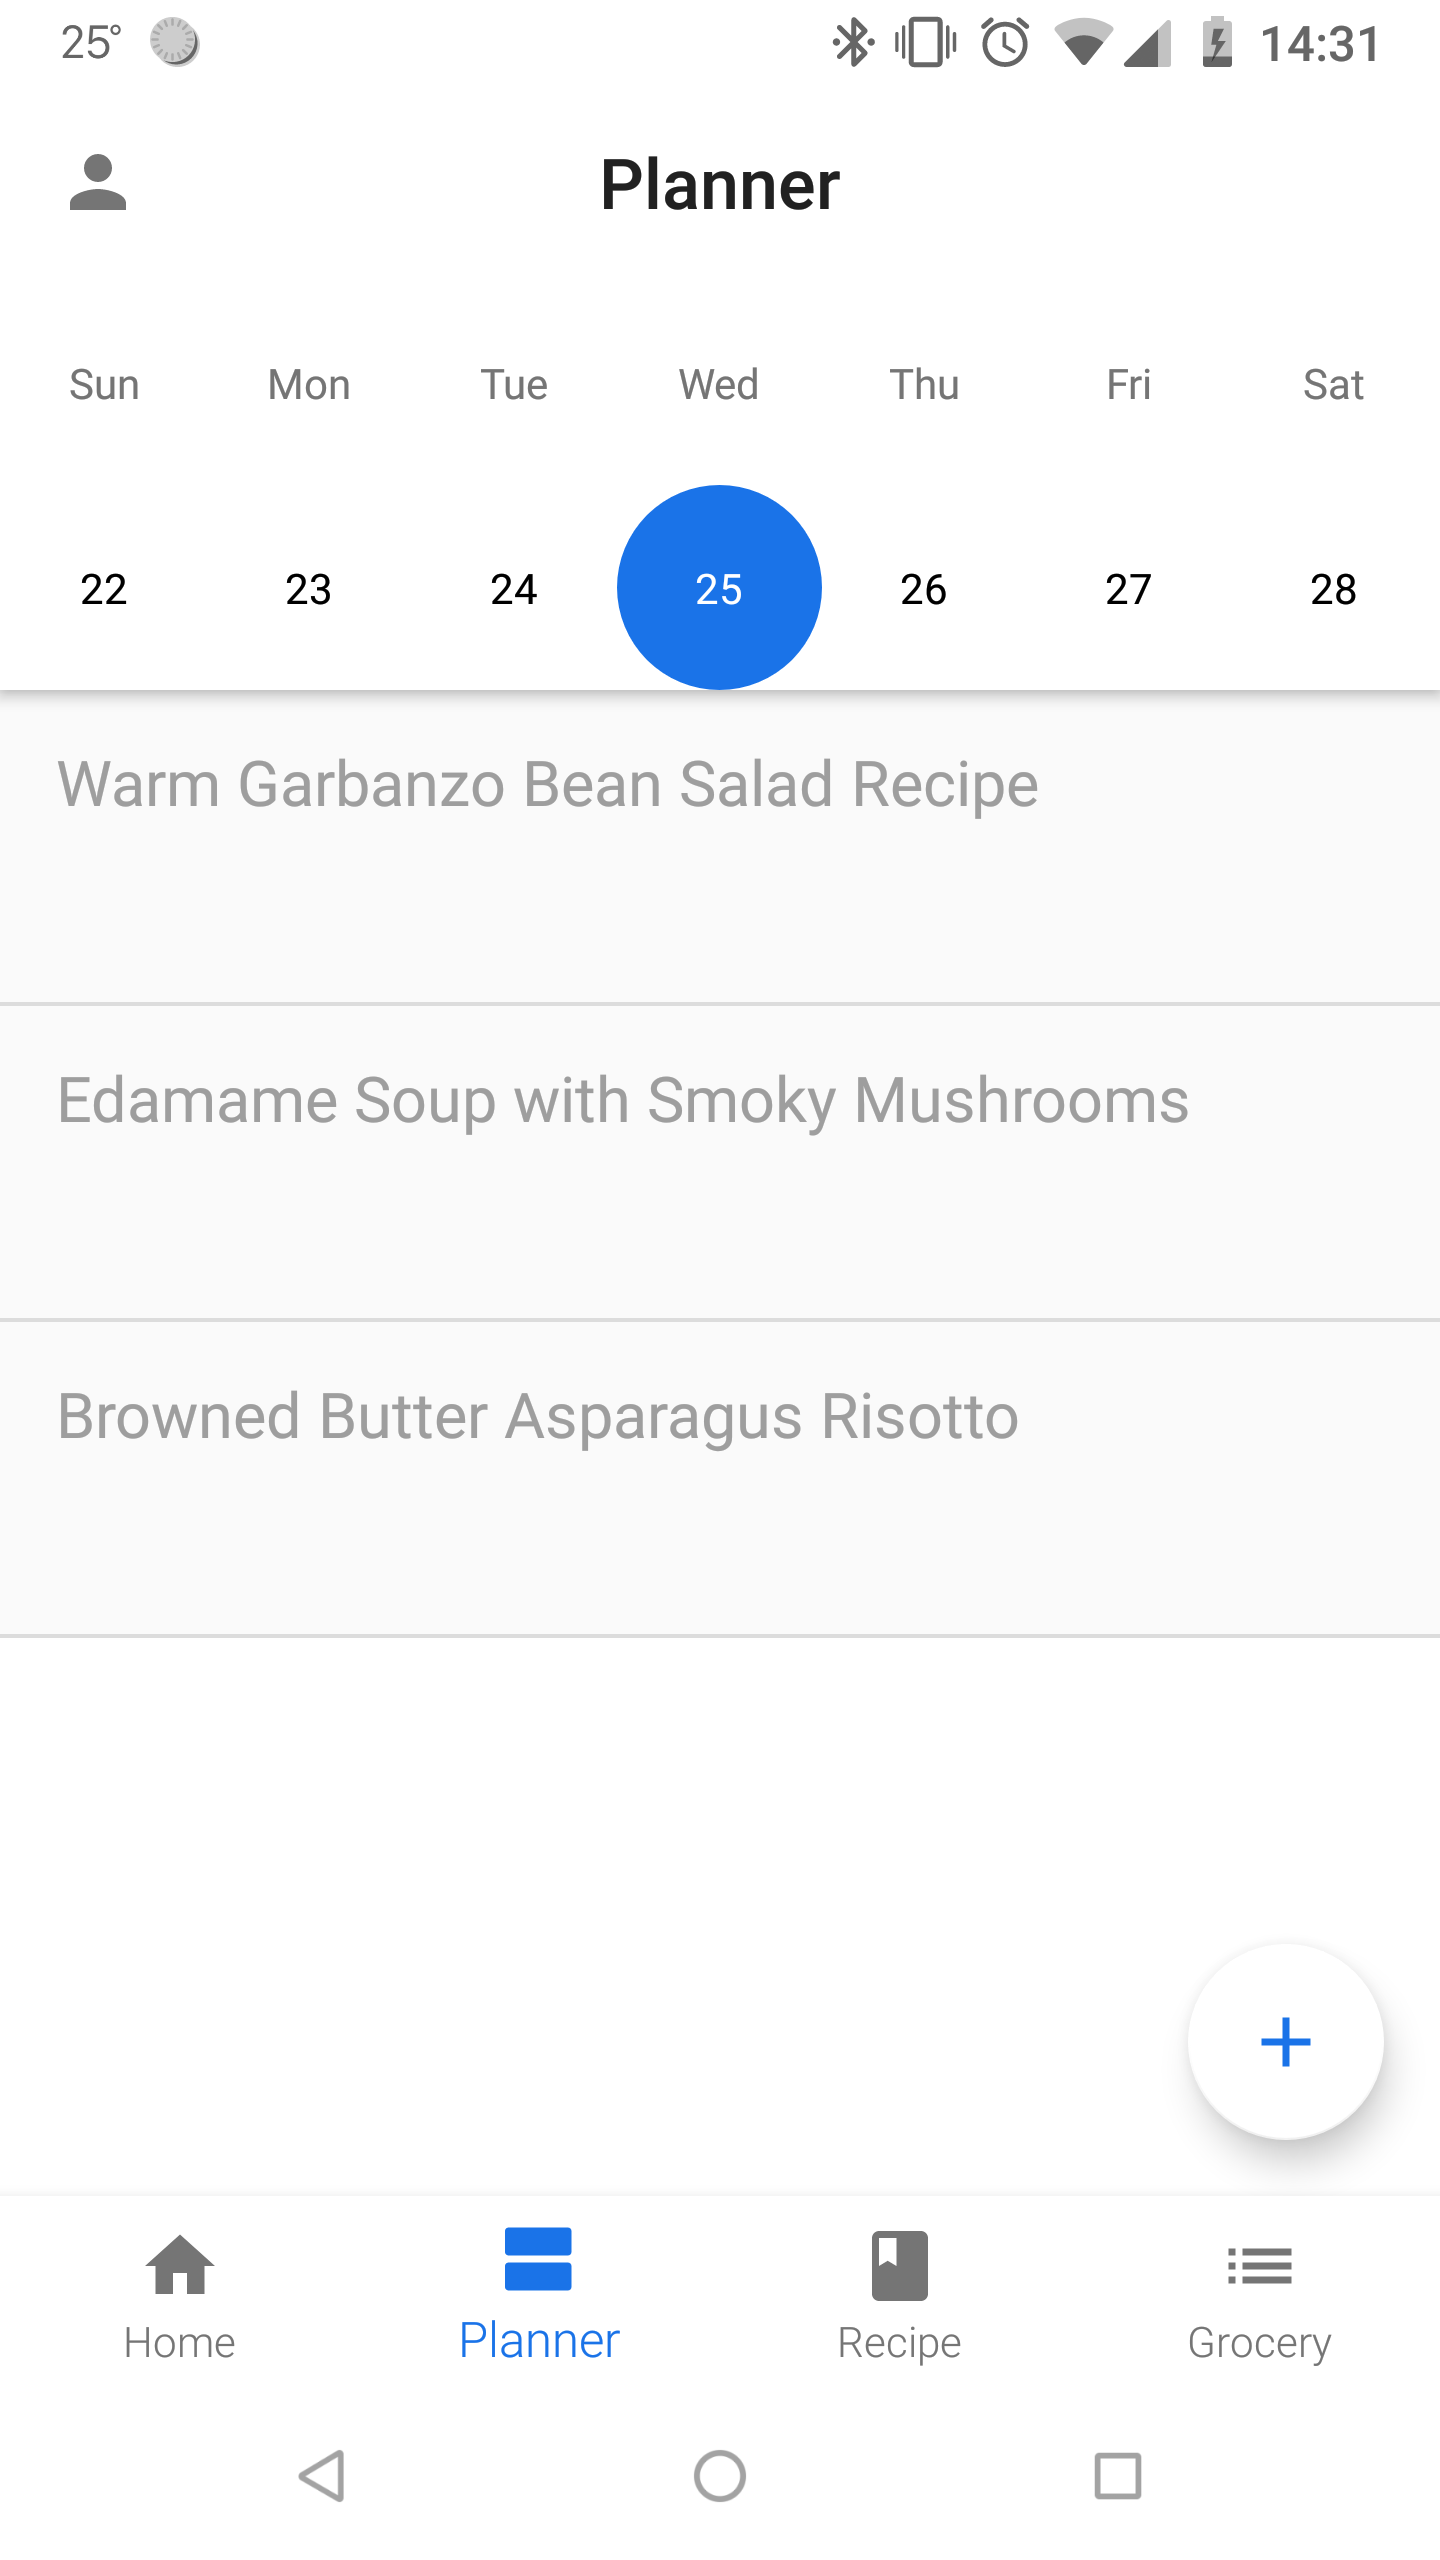 25° 14:31
Planner
Sun Mon Tue Wed Thu Fri Sat
22 23 24 25 26 27 28
Warm Garbanzo Bean Salad Recipe
Edamame Soup with Smoky Mushrooms
Browned Butter Asparagus Risotto
Home Planner Recipe Grocery